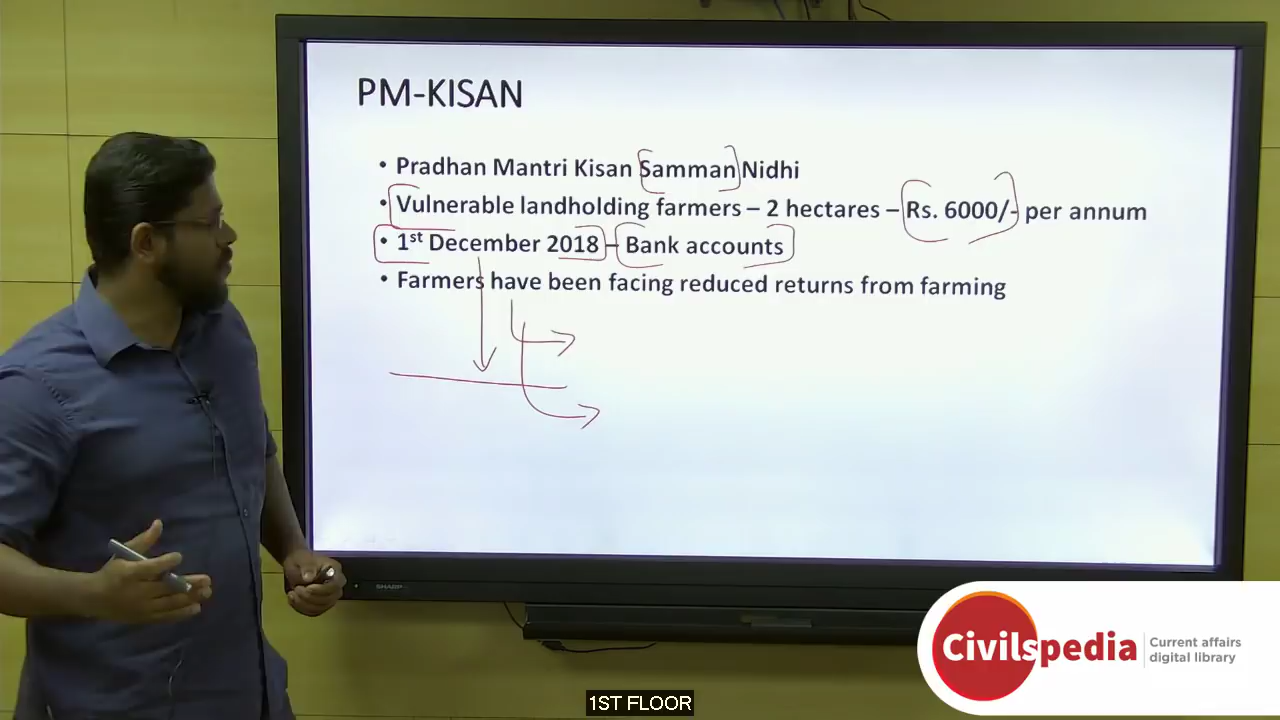 PM-KISAN
• Pradhan Mantri Kisan Samman Nidhi
• Vulnerable landholding farmers – 2 hectares – Rs. 6000/- per annum
• 1st December 2018 – Bank accounts
• Farmers have been facing reduced returns from farming
SHARP
Civilspedia
Current affairs
digital library
1ST FLOOR